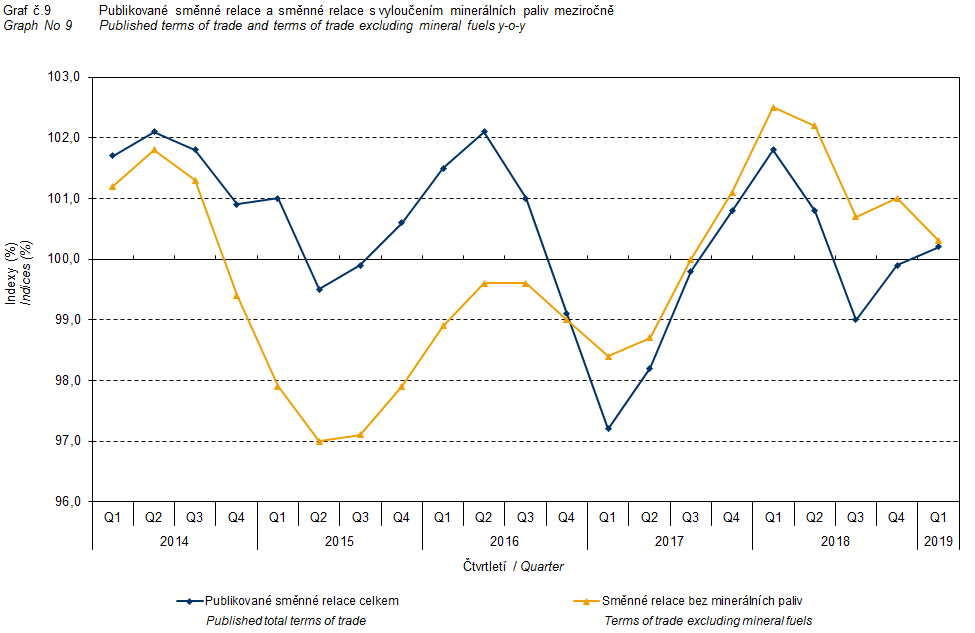 Graf č.9 Publikované směnné relace a směnné relace s vyloučením minerálních paliv meziročně
Graph No 9 Published terms of trade and terms of trade excluding mineral fuels y-o-y
103,0
102,0
101,0
100,0
99,0
98,0
97,0
96,0
Indexy (%)
Indices (%)
Q1 Q2 Q3 Q4 Q1 Q2 Q3 Q4 Q1 Q2 Q3 Q4 Q1 Q2 Q3 Q4 Q1 Q2 Q3 Q4 Q1
2014 2015 2016 2017 2018 2019
Čtvrtletí / Quarter
Publikované směnné relace celkem Směnné relace bez minerálních paliv
Published total terms of trade Terms of trade excluding mineral fuels